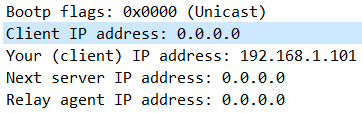 Bootp flags: 0x0000 (Unicast)
Client IP address: 0.0.0.0
Your (client) IP address: 192.168.1.101
Next server IP address: 0.0.0.0
Relay agent IP address: 0.0.0.0